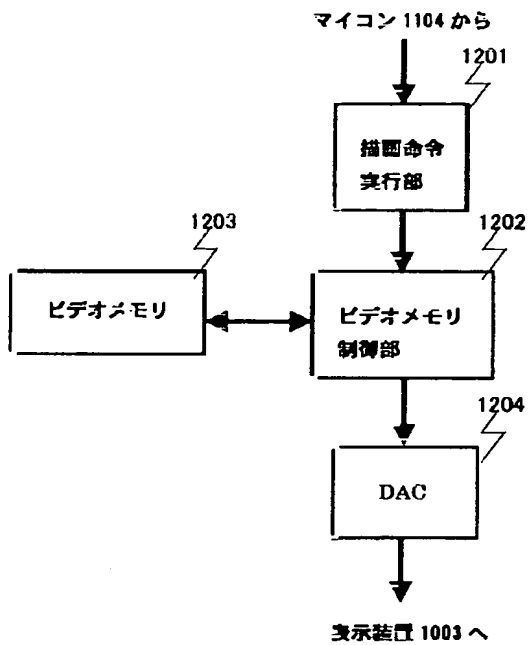 マイコン 1104 から
1201
描画命令
実行部
1203
1202
ビデオメモリ
ビデオメモリ
制御部
1204
DAC
表示装置 1003 へ